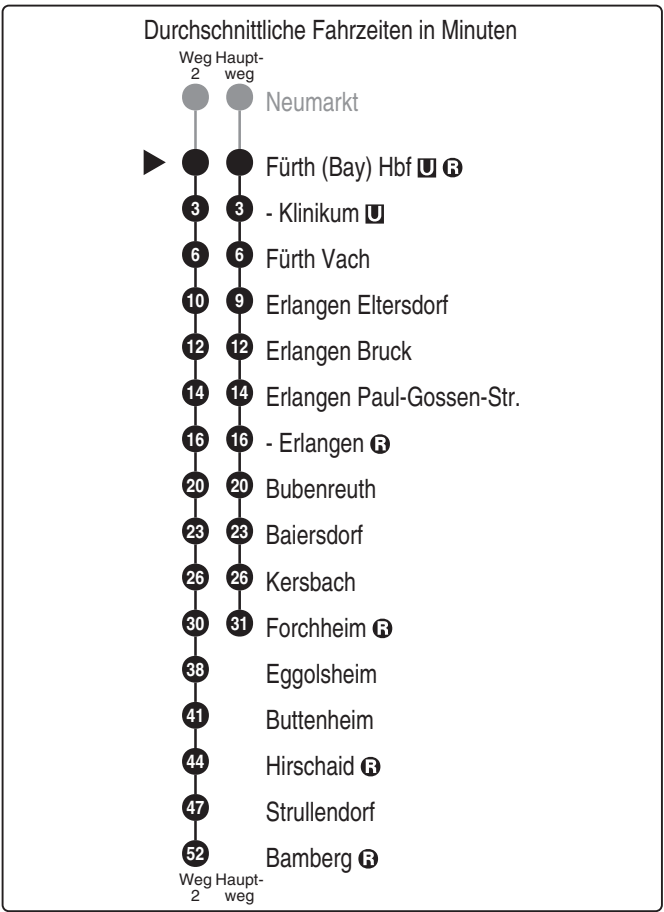 Durchschnittliche Fahrzeiten in Minuten
Weg Haupt-
2 weg
Neumarkt
Fürth (Bay) Hbf U R
3 3 - Klinikum U
6 6 Fürth Vach
10 9 Erlangen Eltersdorf
12 12 Erlangen Bruck
14 14 Erlangen Paul-Gossen-Str.
16 16 - Erlangen R
20 20 Bubenreuth
23 23 Baiersdorf
26 26 Kersbach
30 31 Forchheim R
38 Eggolsheim
41 Buttenheim
44 Hirschaid R
47 Strullendorf
52 Bamberg R
Weg Haupt-
2 weg